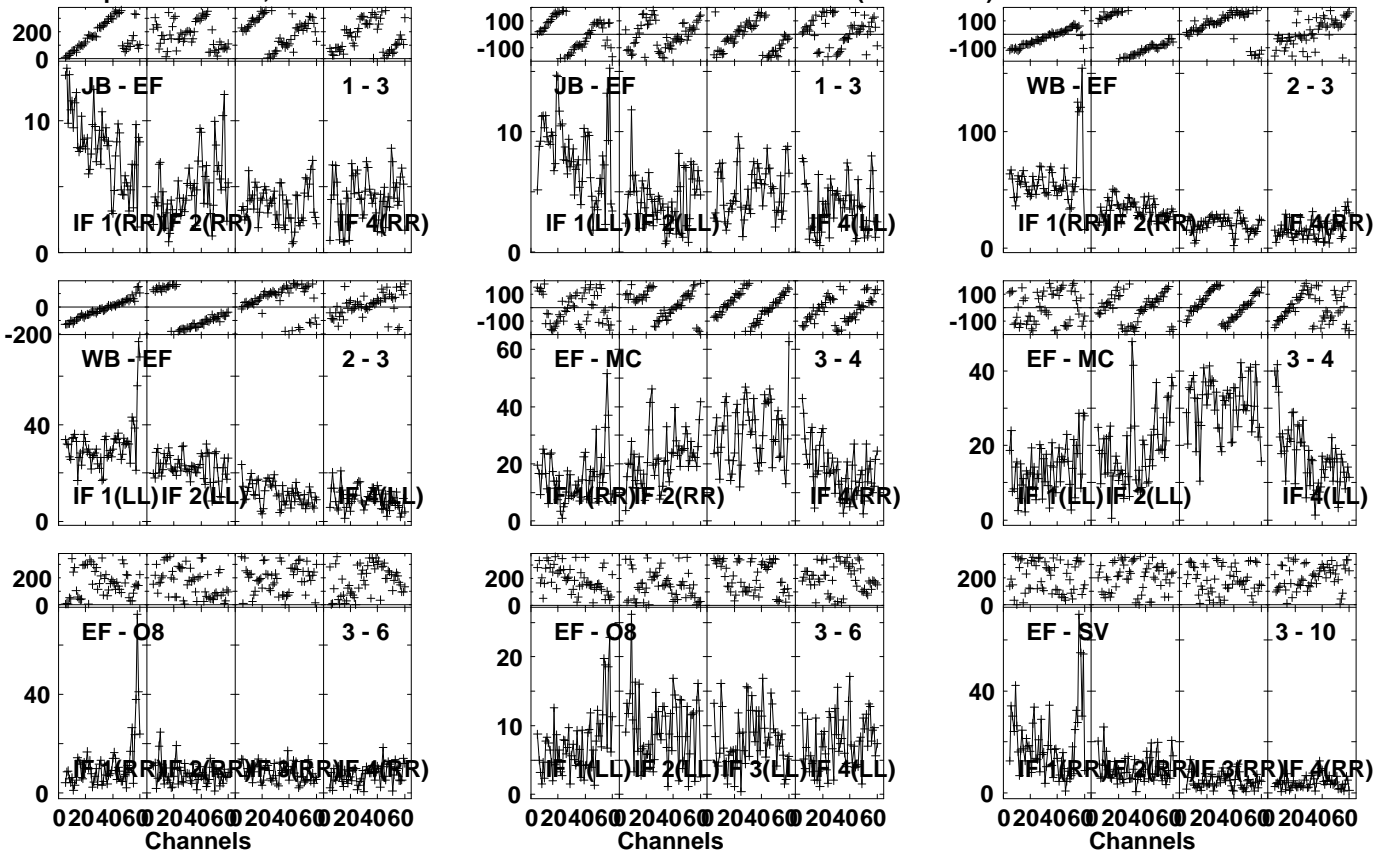 200 0 100 -100 100 -100
JB - EF 1 - 3 JB - EF 1 - 3 WB - EF 2 - 3
10 10 100
IF 1(RR) IF 2(RR) IF 4(RR) IF 1(LL) IF 2(LL) IF 4(LL) IF 1(RR) IF 2(RR) IF 4(RR)
0 0 0
0 -200 100 -100 100 -100
WB - EF 2 - 3 EF - MC 3 - 4 EF - MC 3 - 4
60
40 40 40
20 20
IF 1(LL) IF 2(LL) IF 4(LL) IF 1(RR) IF 2(RR) IF 4(RR) IF 1(LL) IF 2(LL) IF 4(LL)
0 0 0
200 0 200 0 200 0
EF - O8 3 - 6 EF - O8 3 - 6 EF - SV 3 - 10
40 20 40
10
IF 1(RR) IF 2(RR) IF 3(RR) IF 4(RR) IF 1(LL) IF 2(LL) IF 3(LL) IF 4(LL) IF 1(RR) IF 2(RR) IF 3(RR) IF 4(RR)
0 0 0
0 20 40 60 0 20 40 60 0 20 40 60 0 20 40 60 0 20 40 60 0 20 40 60 0 20 40 60 0 20 40 60 0 20 40 60 0 20 40 60 0 20 40 60 0 20 40 60
Channels Channels Channels